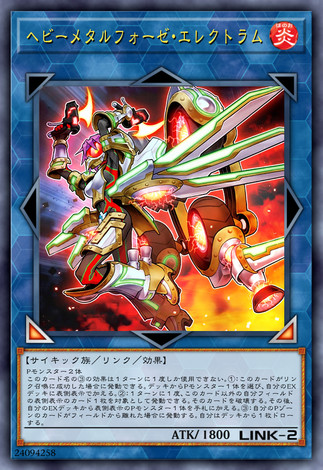 ヘビーメタルフォーゼ・エレクトラム
炎
【サイキック族／リンク／効果】
Pモンスター2体
このカード名の③の効果は1ターンに1度しか使用できない。①：このカードがリン
ク召喚に成功した場合に発動できる。デッキからPモンスター1体を選び、自分のEX
デッキに表側表示で加える。②：1ターンに1度、このカード以外の自分フィールド
の表側表示のカード1枚を対象として発動できる。そのカードを破壊する。その後、
自分のEXデッキから表側表示のPモンスター1体を手札に加える。③：自分のPゾー
ンのカードがフィールドから離れた場合に発動する。自分はデッキから1枚ドロー
する。
ATK/1800 LINK-2
24094258